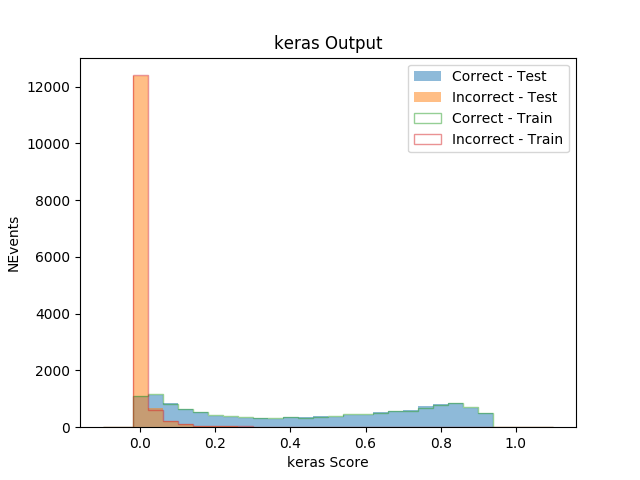 keras Output
Correct - Test
Incorrect - Test
Correct - Train
Incorrect - Train
12000
10000
8000
6000
4000
2000
0
NEvents
0.0 0.2 0.4 0.6 0.8 1.0
keras Score